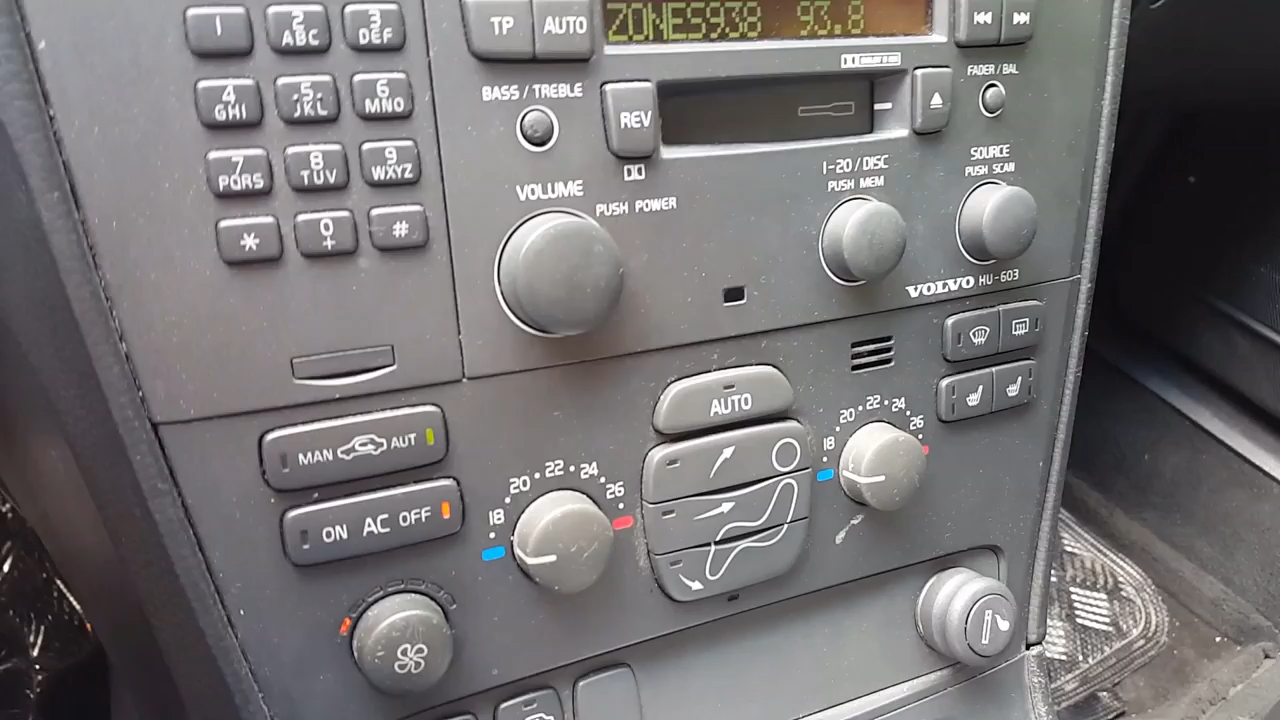 1
2
ABC
3
DEF
4
GHI
5
JKL
6
MNO
7
PQRS
8
TUV
9
WXYZ
*
0
+
#
TP
AUTO
ZONES938 93.8
DOLBY B NR
BASS / TREBLE
REV
FADER / BAL
VOLUME
PUSH POWER
1-20 / DISC
PUSH MEM
SOURCE
PUSH SCAN
VOLVO HU-603
MAN AUT
ON AC OFF
18 20 22 24 26
AUTO
18 20 22 24 26